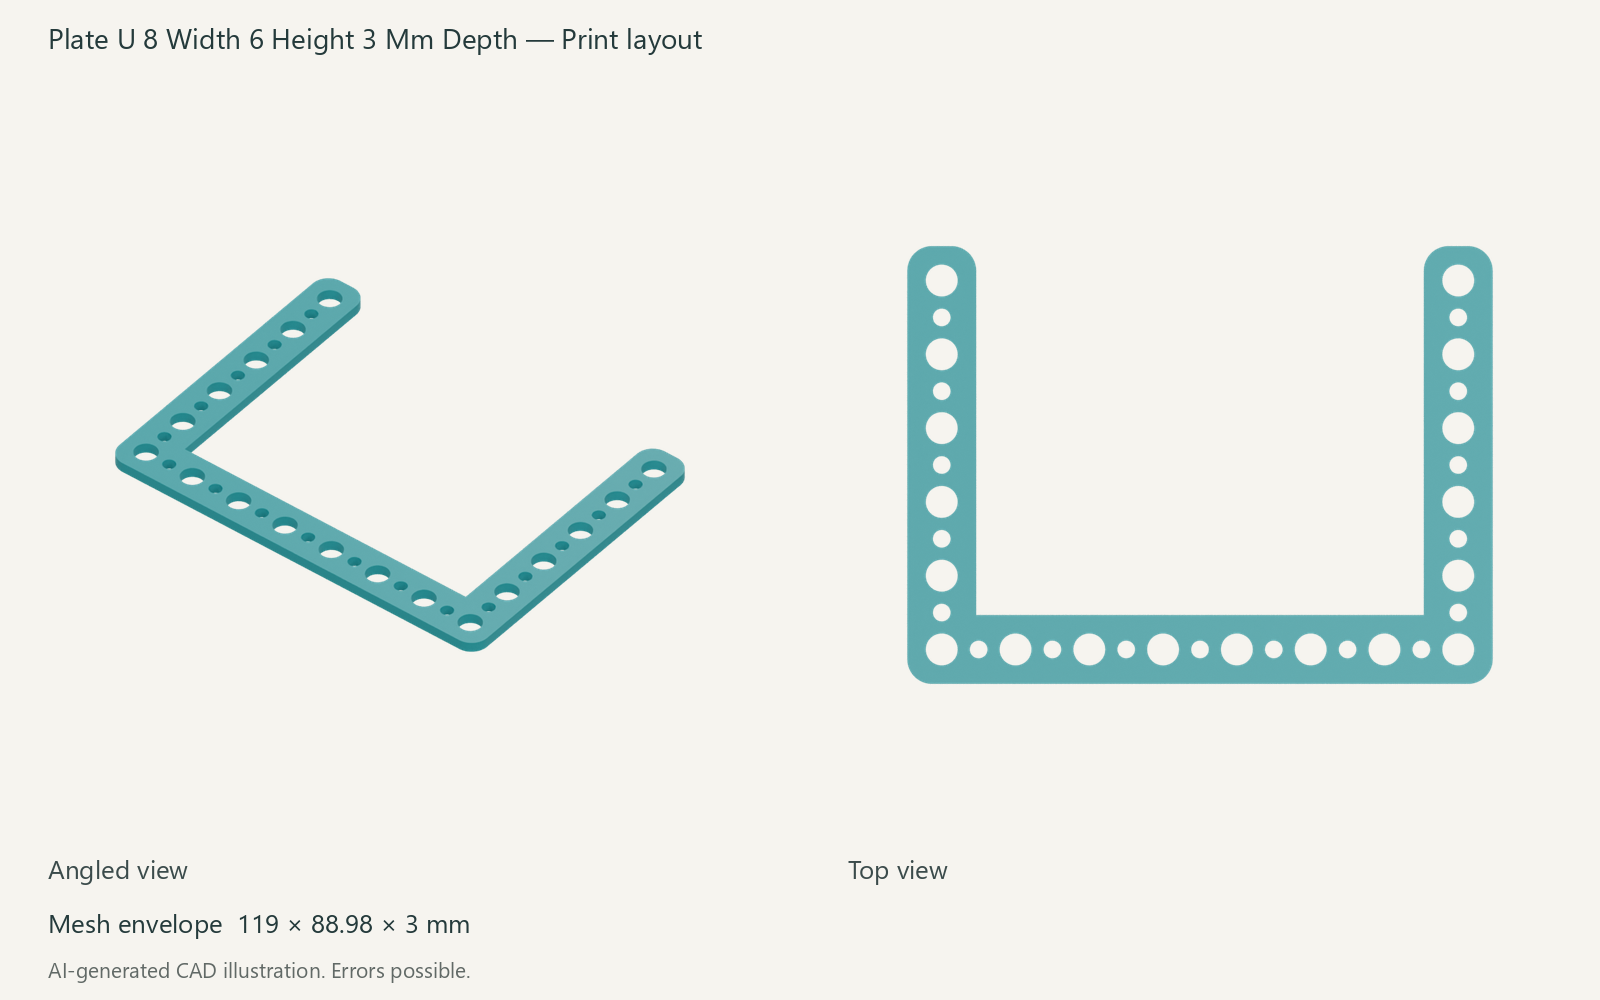 Plate U 8 Width 6 Height 3 Mm Depth — Print layout
Angled view
Top view
Mesh envelope  119 × 88.98 × 3 mm
AI-generated CAD illustration. Errors possible.